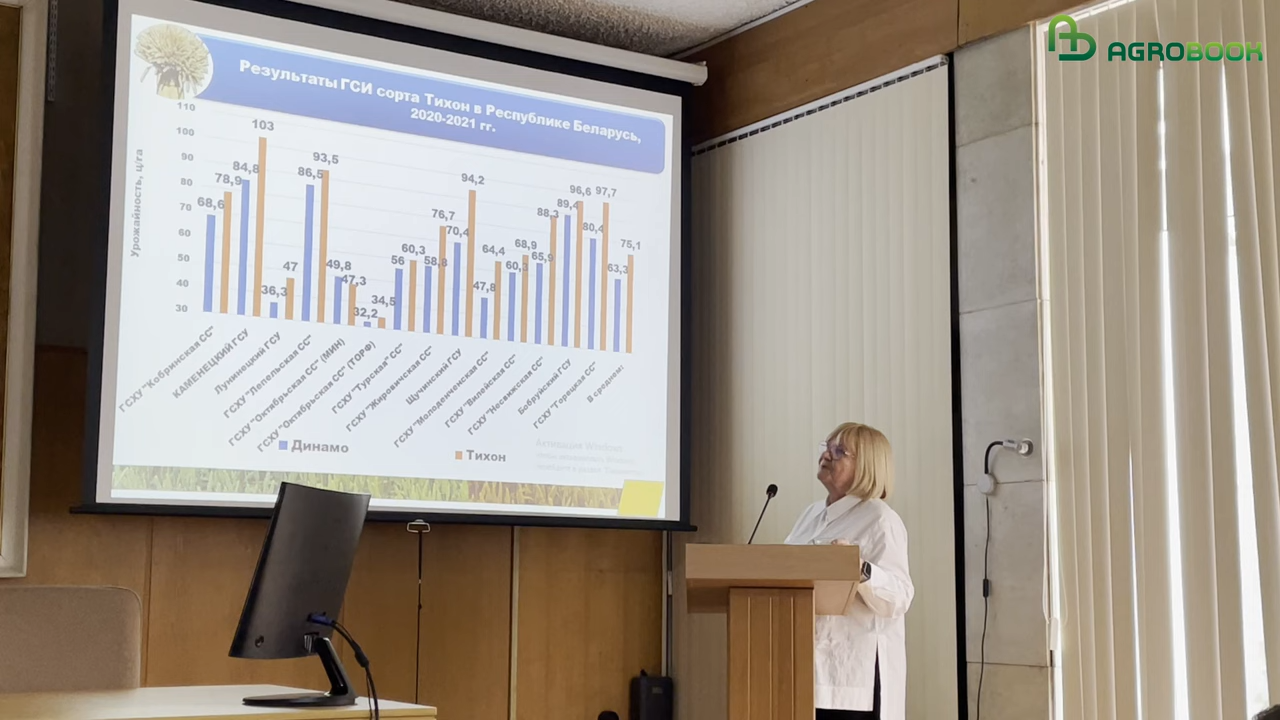 AGROBOOK
Результаты ГСИ сорта Тихон в Республике Беларусь,
2020-2021 гг.
Урожайность, ц/га
110
100
90
80
70
60
50
40
30
68,6
78,9
84,8
103
36,3
47
86,5
93,5
49,8
47,3
32,2
34,5
56
60,3
58,8
76,7
70,4
94,2
47,8
64,4
60,3
68,9
65,9
88,3
89,4
96,6
80,4
97,7
63,3
75,1
ГСХУ "Кобринская СС"
КАМЕНЕЦКИЙ ГСУ
Лунинецкий ГСУ
ГСХУ "Лепельская СС"
ГСХУ "Октябрьская СС" (МИН)
ГСХУ "Октябрьская СС" (ТОРФ)
ГСХУ "Турская" СС"
ГСХУ "Жировичская СС"
Щучинский ГСУ
ГСХУ "Молодечненская СС"
ГСХУ "Вилейская СС"
ГСХУ "Несвижская СС"
Бобруйский ГСУ
ГСХУ "Горецкая СС"
В среднем:
Динамо
Тихон
Активация Windows